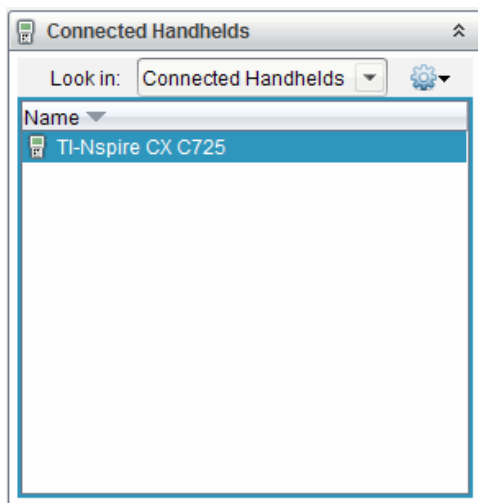 Connected Handhelds
Look in: Connected Handhelds
Name
TI-Nspire CX C725